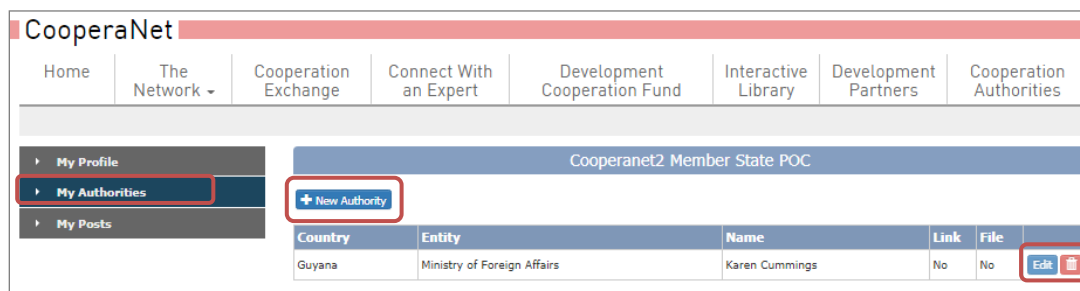 CooperaNet
Home The Network Cooperation Exchange Connect With an Expert Development Cooperation Fund Interactive Library Development Partners Cooperation Authorities
My Profile
My Authorities
My Posts
Cooperanet2 Member State POC
New Authority
Country Entity Name Link File
Guyana Ministry of Foreign Affairs Karen Cummings No No Edit